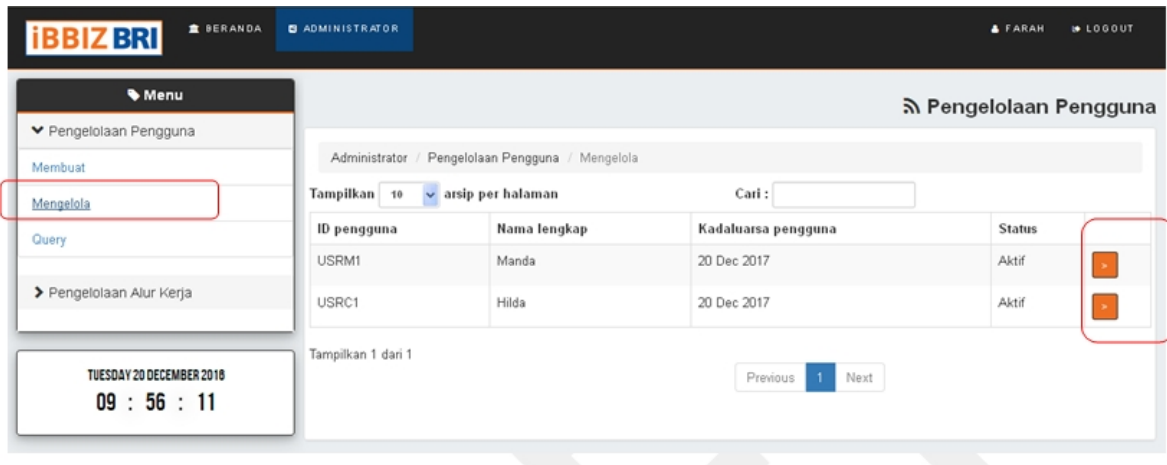 iBBIZ BRI
BERANDA
ADMINISTRATOR
FARAH
LOGOUT
Menu
Pengelolaan Pengguna
Membuat
Mengelola
Query
Pengelolaan Alur Kerja
TUESDAY 20 DECEMBER 2016
09 : 56 : 11
Pengelolaan Pengguna
Administrator / Pengelolaan Pengguna / Mengelola
Tampilkan 10 arsip per halaman Cari :
ID pengguna Nama lengkap Kadaluarsa pengguna Status
USRM1 Manda 20 Dec 2017 Aktif >
USRC1 Hilda 20 Dec 2017 Aktif >
Tampilkan 1 dari 1
Previous 1 Next